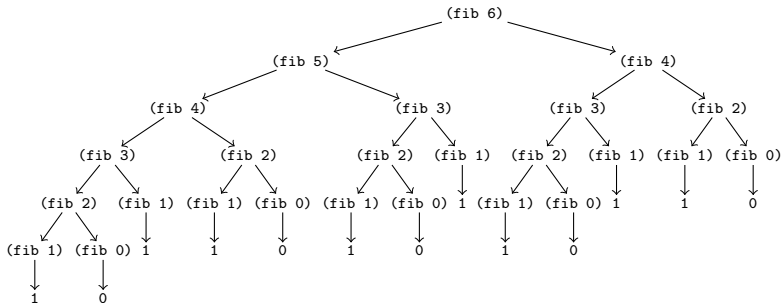 (fib 6)
(fib 5) (fib 4)
(fib 4) (fib 3) (fib 3) (fib 2)
(fib 3) (fib 2) (fib 2) (fib 1) (fib 2) (fib 1) (fib 1) (fib 0)
(fib 2) (fib 1) (fib 1) (fib 0) (fib 1) (fib 0) 1 (fib 1) (fib 0) 1 1 0
(fib 1) (fib 0) 1 1 0 1 0 1 0
1 0